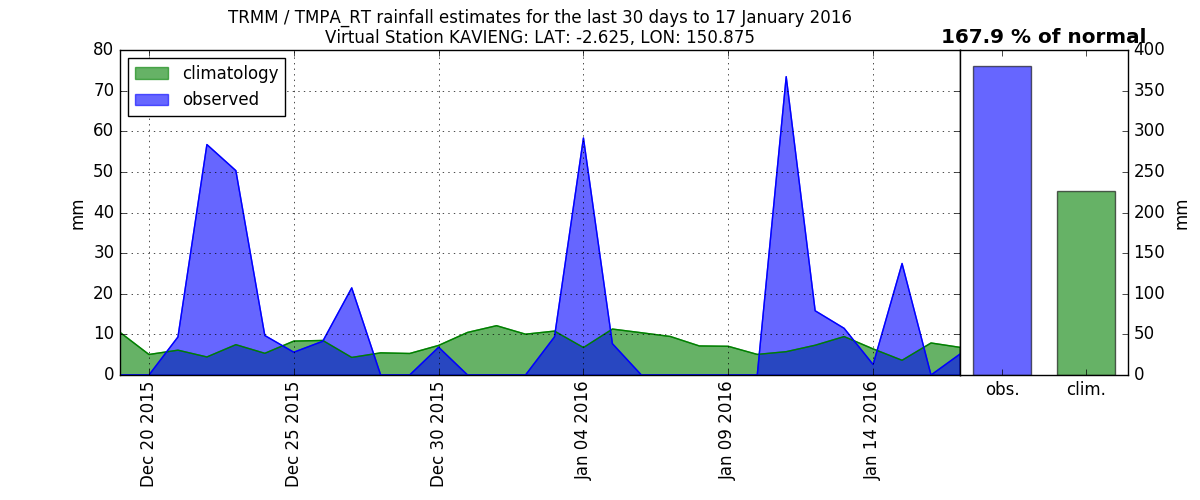 TRMM / TMPA_RT rainfall estimates for the last 30 days to 17 January 2016
Virtual Station KAVIENG: LAT: -2.625, LON: 150.875
167.9 % of normal
climatology
observed
mm
80
70
60
50
40
30
20
10
0
Dec 20 2015
Dec 25 2015
Dec 30 2015
Jan 04 2016
Jan 09 2016
Jan 14 2016
obs.
clim.
400
350
300
250
200
150
100
50
0
mm